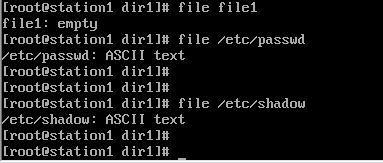 [root@station1 dir1]# file file1
file1: empty
[root@station1 dir1]# file /etc/passwd
/etc/passwd: ASCII text
[root@station1 dir1]#
[root@station1 dir1]#
[root@station1 dir1]# file /etc/shadow
/etc/shadow: ASCII text
[root@station1 dir1]#
[root@station1 dir1]# _